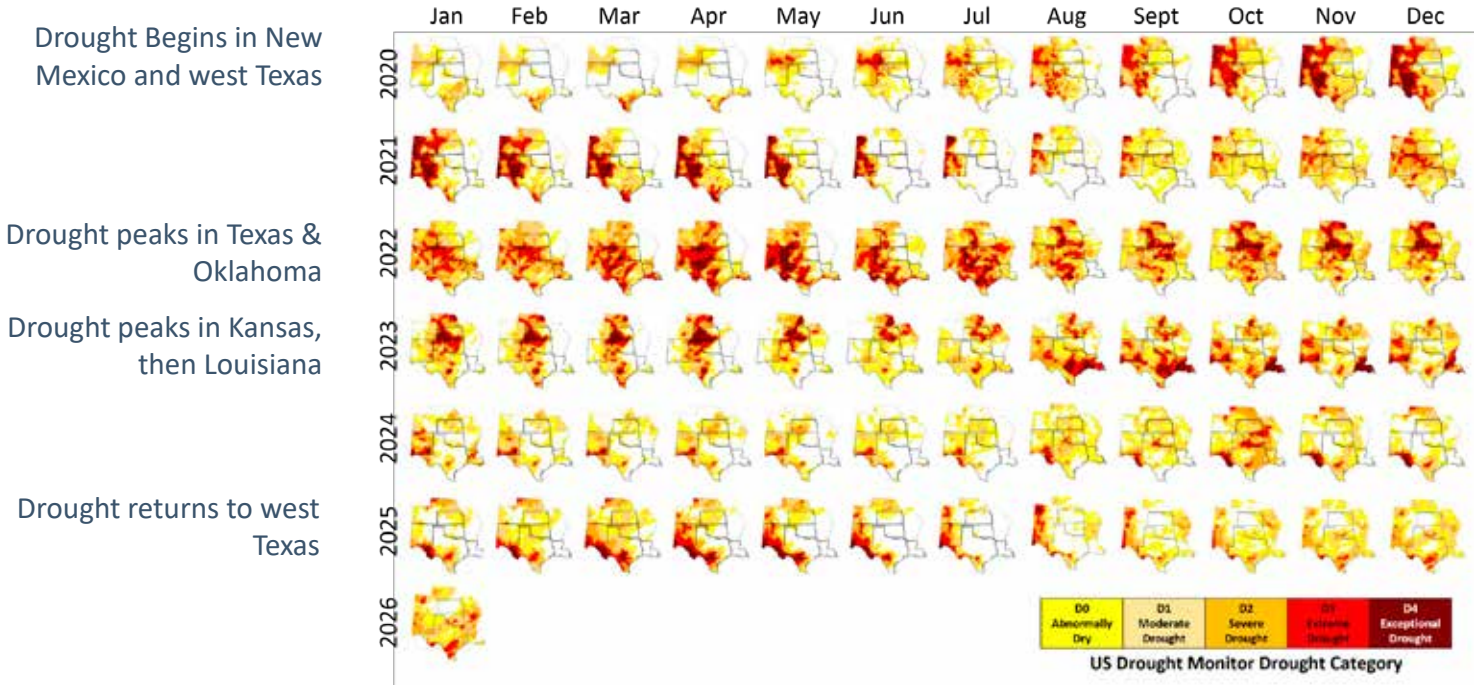 Jan Feb Mar Apr May Jun Jul Aug Sept Oct Nov Dec
Drought Begins in New
Mexico and west Texas
2020
2021
Drought peaks in Texas &
Oklahoma
2022
Drought peaks in Kansas,
then Louisiana
2023
2024
Drought returns to west
Texas
2025
2026
D0 D1 D2 D3 D4
Abnormally Moderate Severe Extreme Exceptional
Dry Drought Drought Drought Drought
US Drought Monitor Drought Category